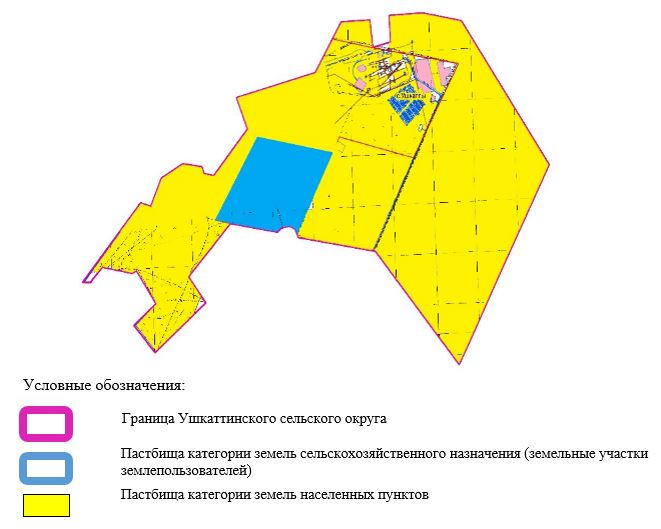 с.Ушкатты
Условные обозначения:
Граница Ушкаттинского сельского округа
Пастбища категории земель сельскохозяйственного назначения (земельные участки
землепользователей)
Пастбища категории земель населенных пунктов